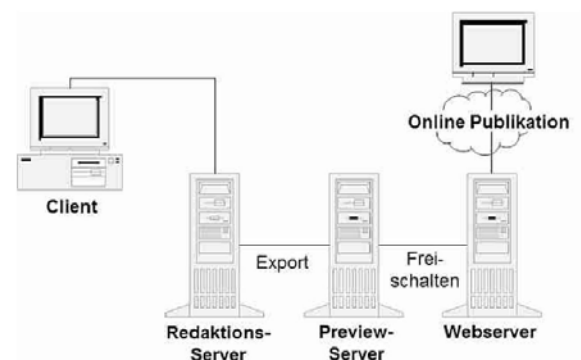 Online Publikation
Client
Export
Frei-
schalten
Redaktions-
Server
Preview-
Server
Webserver